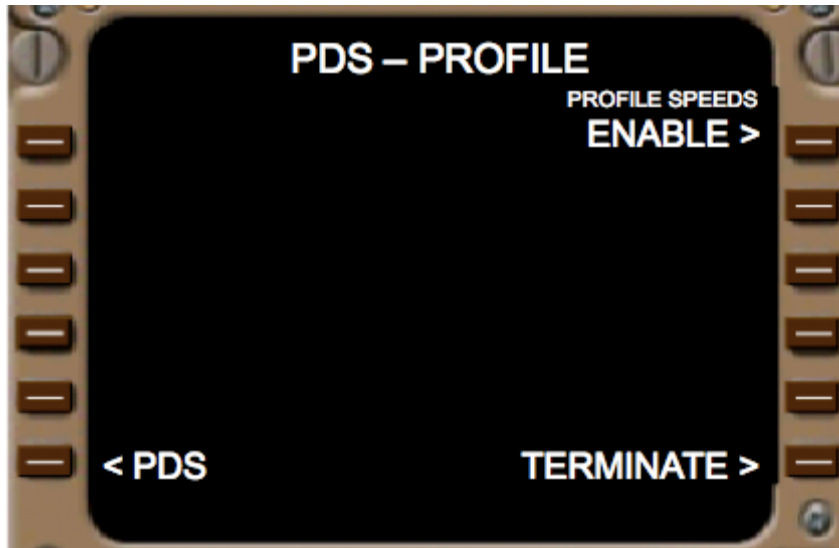 PDS – PROFILE
PROFILE SPEEDS
ENABLE >
< PDS
TERMINATE >